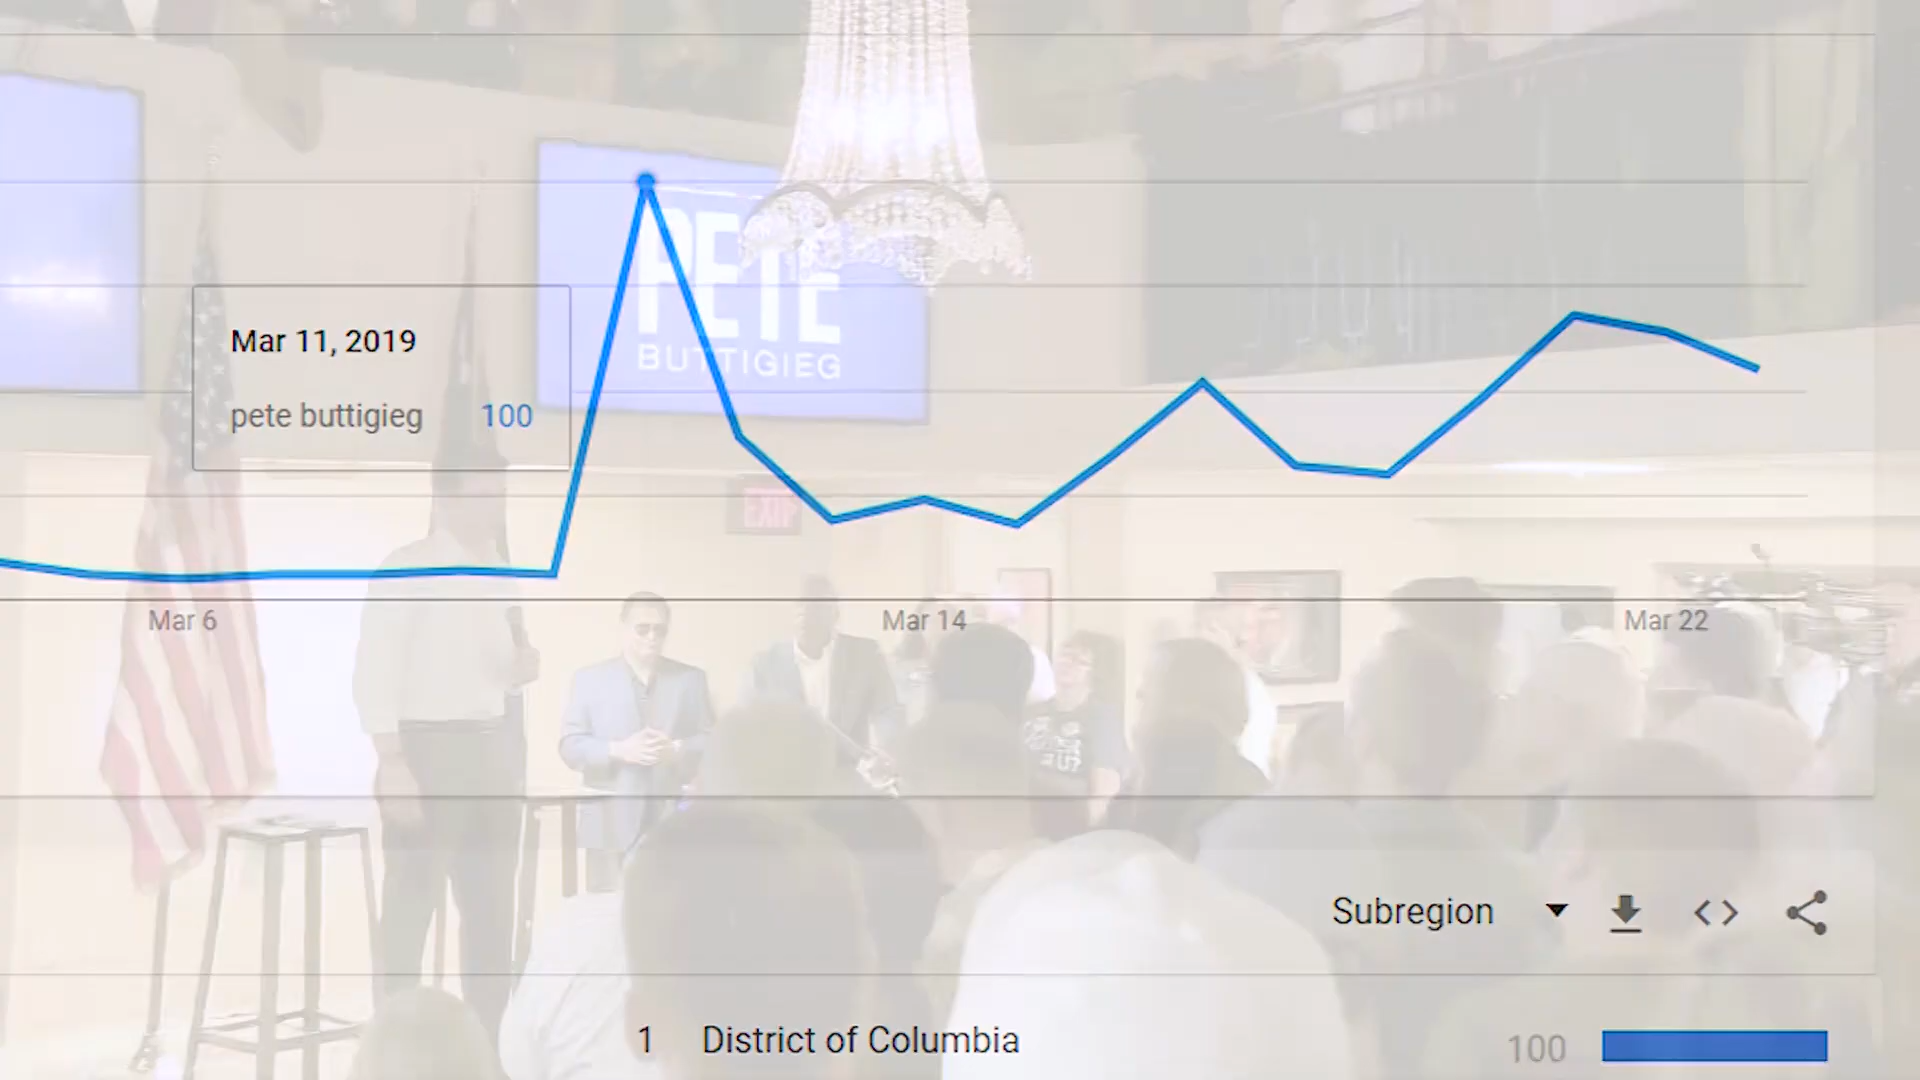 PETE
BUTTIGIEG
Mar 11, 2019
pete buttigieg 100
EXIT
Mar 6 Mar 14 Mar 22
Subregion
1 District of Columbia 100